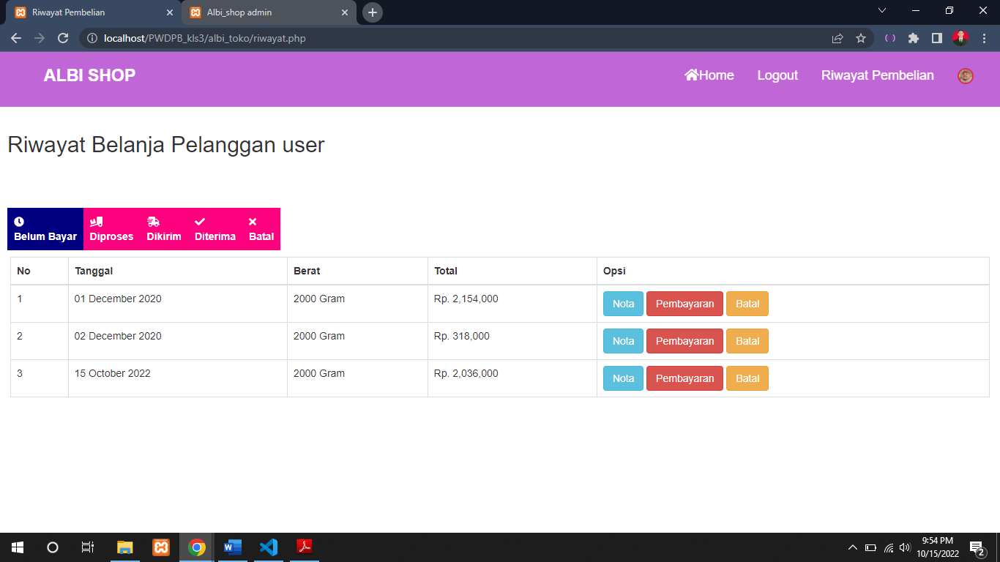 Riwayat Pembelian
Albi_shop admin
localhost/PWDPB_kls3/albi_toko/riwayat.php
ALBI SHOP
Home Logout Riwayat Pembelian
Riwayat Belanja Pelanggan user
Belum Bayar Diproses Dikirim Diterima Batal
No Tanggal Berat Total Opsi
1 01 December 2020 2000 Gram Rp. 2,154,000 Nota Pembayaran Batal
2 02 December 2020 2000 Gram Rp. 318,000 Nota Pembayaran Batal
3 15 October 2022 2000 Gram Rp. 2,036,000 Nota Pembayaran Batal
9:54 PM
10/15/2022
2